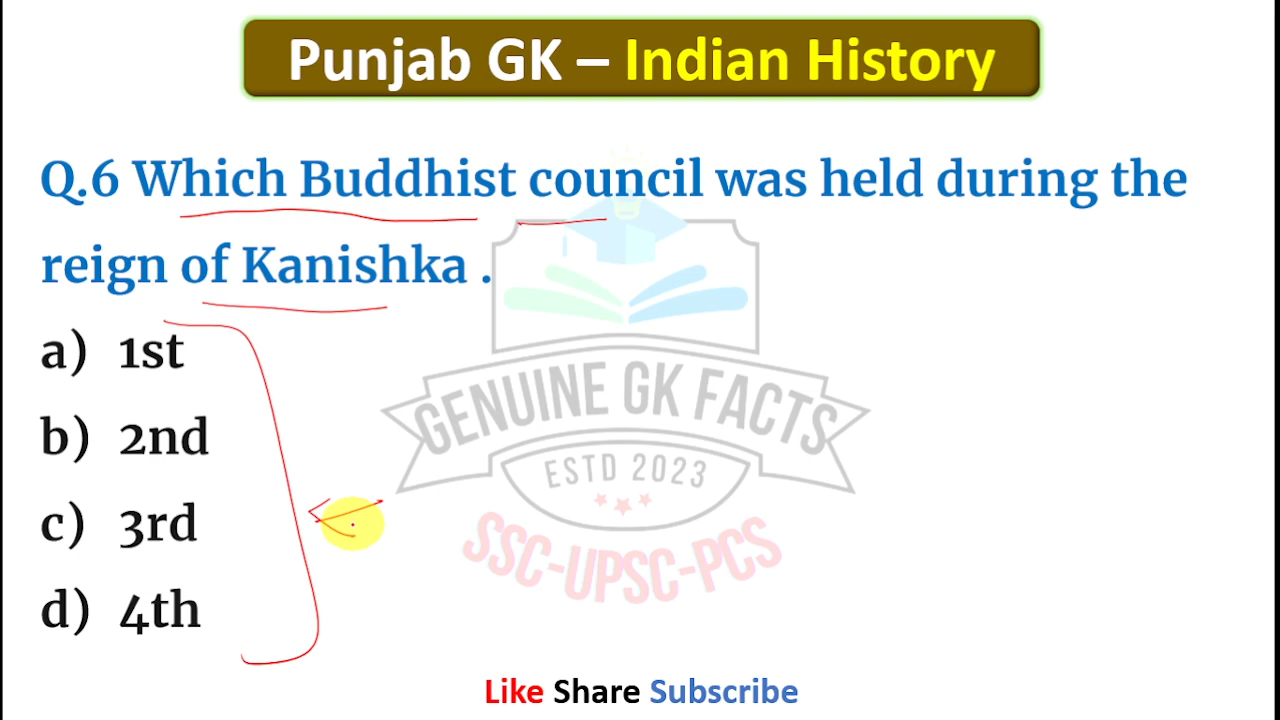 Punjab GK – Indian History
Q.6 Which Buddhist council was held during the
reign of Kanishka .
a) 1st
b) 2nd
c) 3rd
d) 4th
GENUINE GK FACTS
ESTD 2023
SSC-UPSC-PCS
Like Share Subscribe